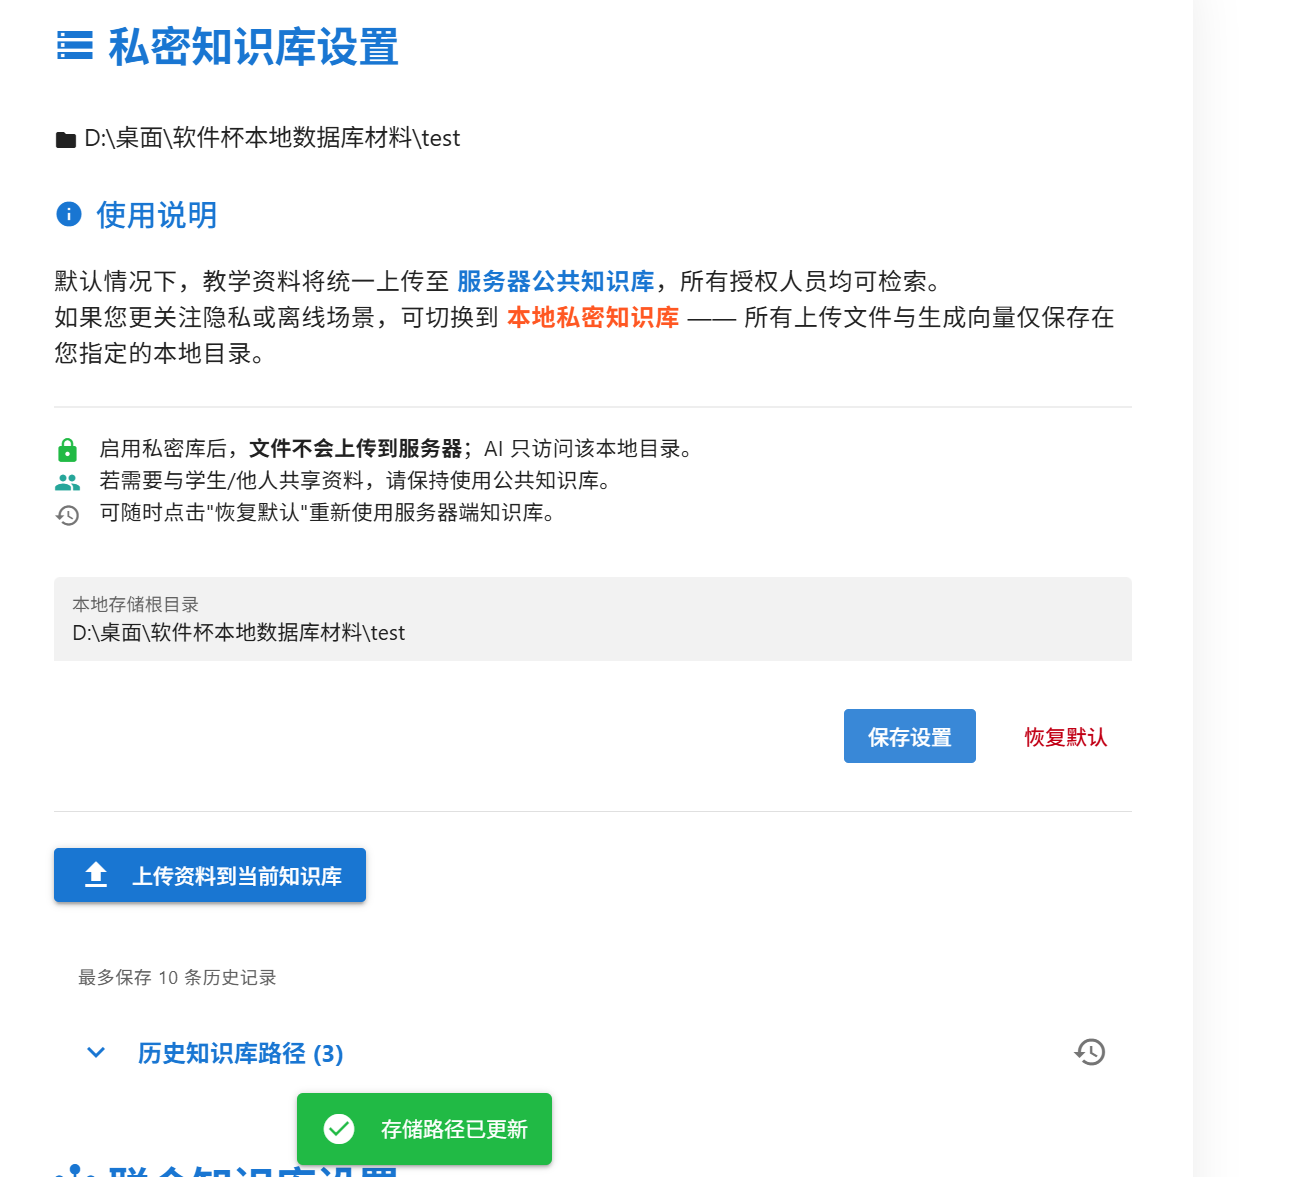 私密知识库设置
D:\桌面\软件杯本地数据库材料\test
使用说明
默认情况下，教学资料将统一上传至 服务器公共知识库，所有授权人员均可检索。
如果您更关注隐私或离线场景，可切换到 本地私密知识库 —— 所有上传文件与生成向量仅保存在
您指定的本地目录。
启用私密库后，文件不会上传到服务器；AI 只访问该本地目录。
若需要与学生/他人共享资料，请保持使用公共知识库。
可随时点击"恢复默认"重新使用服务器端知识库。
本地存储根目录
D:\桌面\软件杯本地数据库材料\test
保存设置
恢复默认
上传资料到当前知识库
最多保存 10 条历史记录
历史知识库路径 (3)
存储路径已更新
联合知识库设置